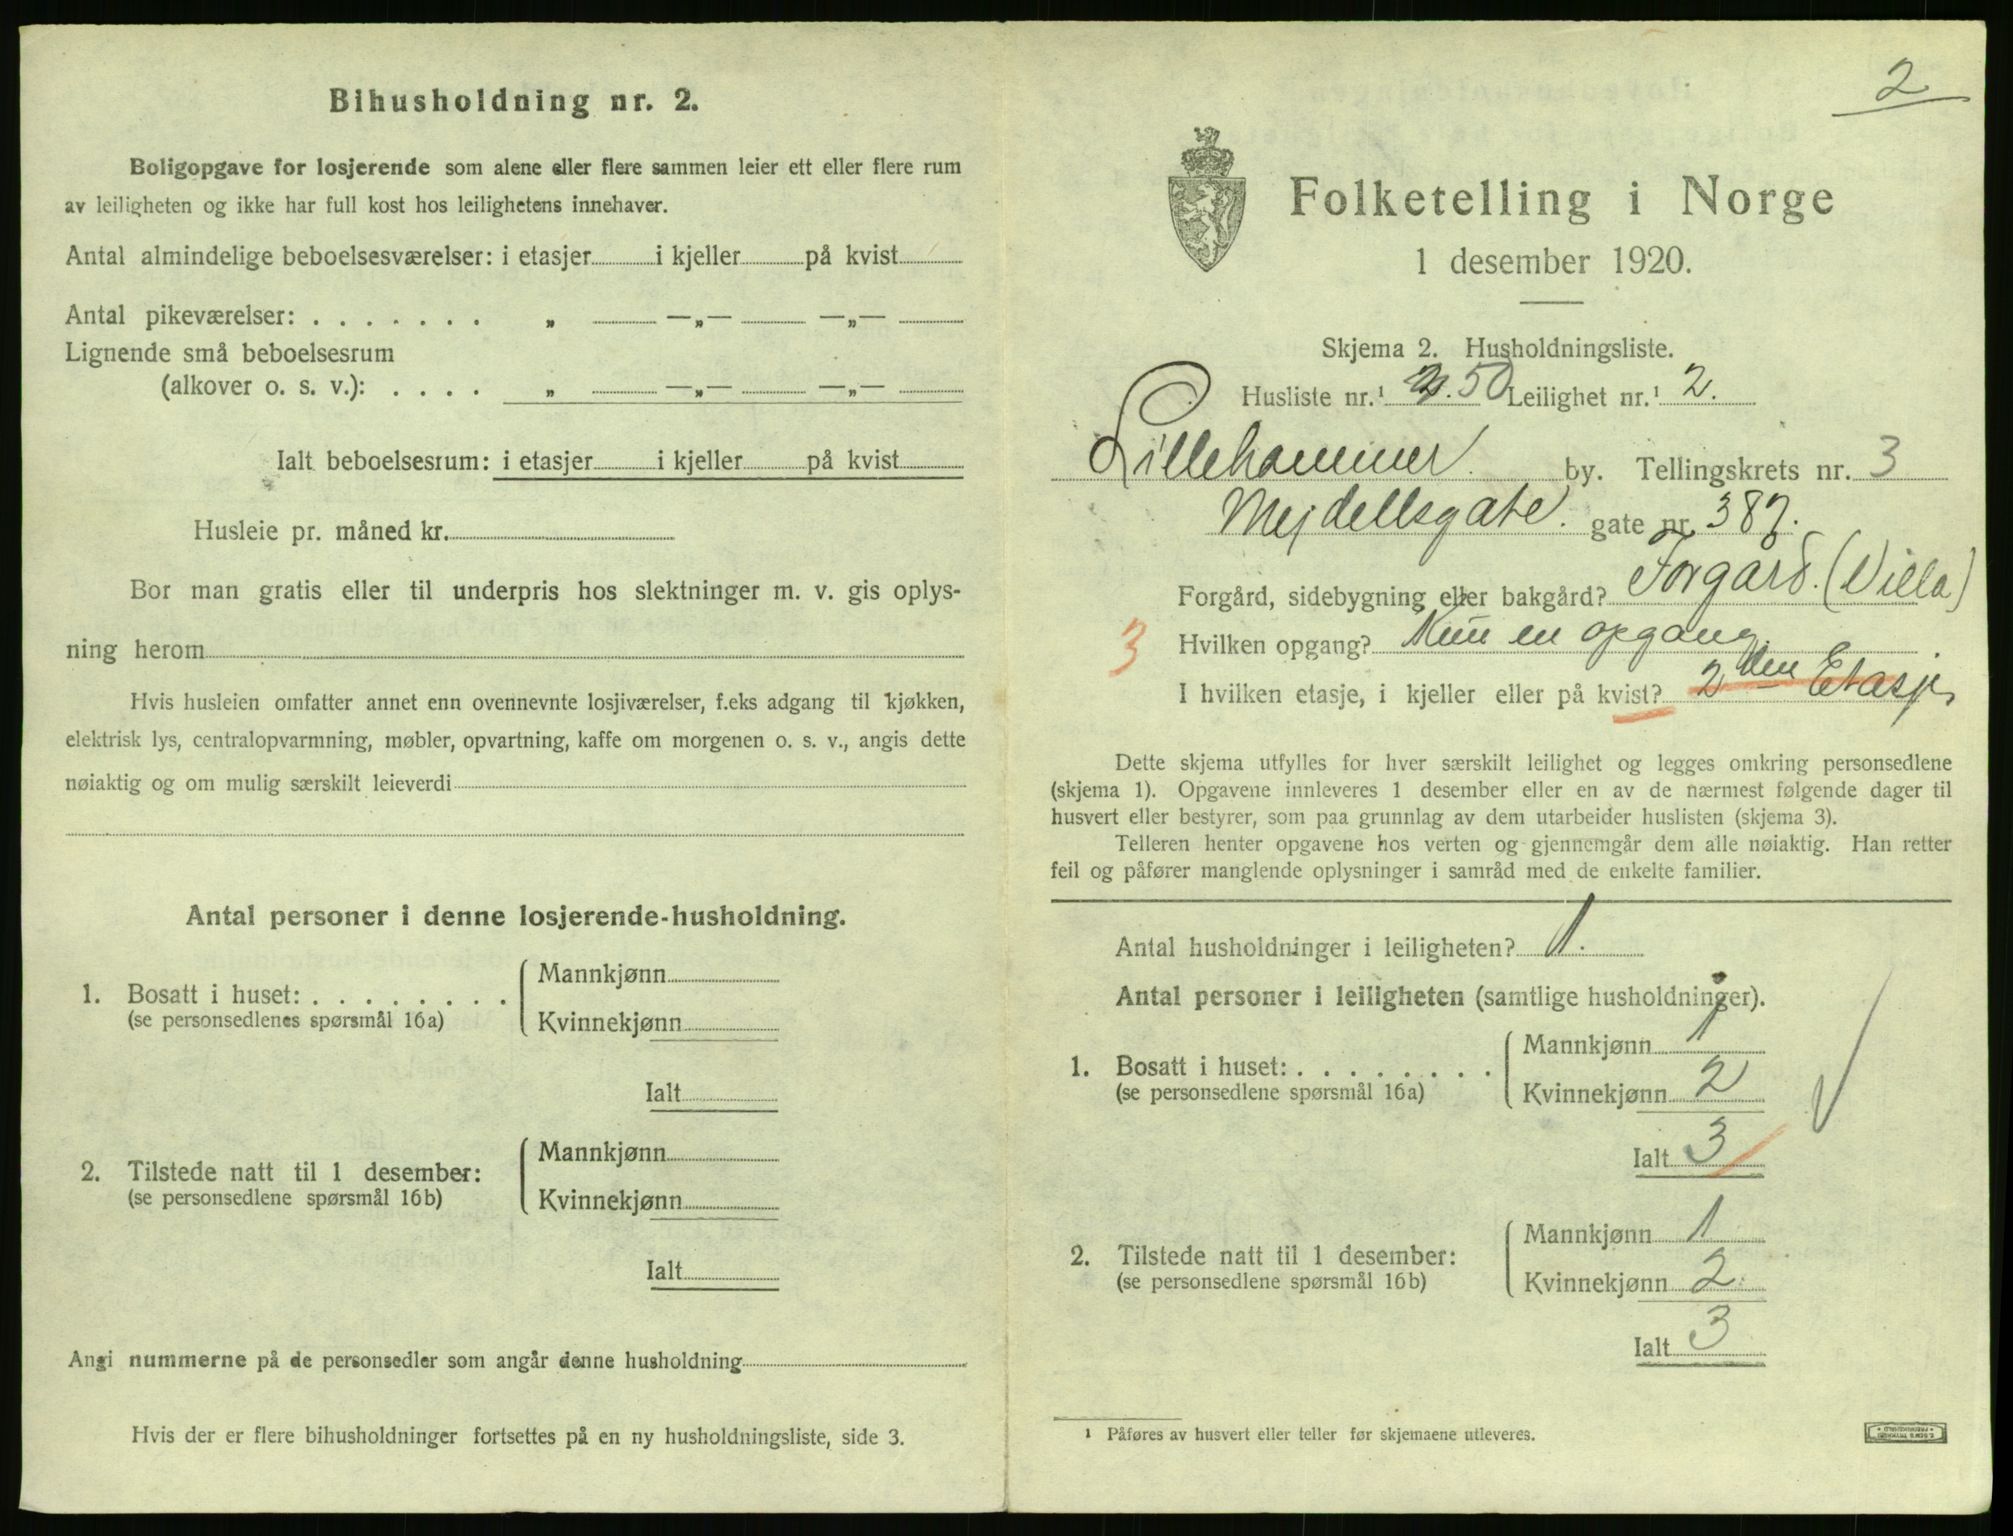 Bihusholdning nr. 2.
Boligopgave for losjerende som alene eller flere sammen leier ett eller flere rum
av leiligheten og ikke har full kost hos leilighetens innehaver.
Antal almindelige beboelsesværelser: i etasjer i kjeller på kvist
Antal pikeværelser: . . . . . . . „ —„— —„—
Lignende små beboelsesrum
(alkover o. s. v.): . . . . „ —„— —„—
Ialt beboelsesrum: i etasjer i kjeller på kvist
Husleie pr. måned kr.
Bor man gratis eller til underpris hos slektninger m. v. gis oplys-
ning herom
Hvis husleien omfatter annet enn ovennevnte losjiværelser, f.eks adgang til kjøkken,
elektrisk lys, centralopvarmning, møbler, opvartning, kaffe om morgenen o. s. v., angis dette
nøiaktig og om mulig særskilt leieverdi
Antal personer i denne losjerende-husholdning.
1. Bosatt i huset: . . . . . . . .
(se personsedlenes spørsmål 16a)
Mannkjønn
Kvinnekjønn
Ialt
2. Tilstede natt til 1 desember:
(se personsedlene spørsmål 16b)
Mannkjønn
Kvinnekjønn
Ialt
Angi nummerne på de personsedler som angår denne husholdning
Hvis der er flere bihusholdninger fortsettes på en ny husholdningsliste, side 3.
2
Folketelling i Norge
1 desember 1920.
Skjema 2. Husholdningsliste.
Husliste nr.¹ 50 Leilighet nr.¹ 2.
Lillehammer. by. Tellingskrets nr. 3
Mejdellsgate. gate nr. 387.
Forgård, sidebygning eller bakgård? Forgård. (Villa)
3 Hvilken opgang? Kun en opgang.
I hvilken etasje, i kjeller eller på kvist? 2den Etasje
Dette skjema utfylles for hver særskilt leilighet og legges omkring personsedlene
(skjema 1). Opgavene innleveres 1 desember eller en av de nærmest følgende dager til
husvert eller bestyrer, som paa grunnlag av dem utarbeider huslisten (skjema 3).
Telleren henter opgavene hos verten og gjennemgår dem alle nøiaktig. Han retter
feil og påfører manglende oplysninger i samråd med de enkelte familier.
Antal husholdninger i leiligheten? 1.
Antal personer i leiligheten (samtlige husholdninger).
1. Bosatt i huset: . . . . . . . .
(se personsedlene spørsmål 16a)
Mannkjønn 1
Kvinnekjønn 2
Ialt 3
2. Tilstede natt til 1 desember:
(se personsedlene spørsmål 16b)
Mannkjønn 1
Kvinnekjønn 2
Ialt 3
¹ Påføres av husvert eller teller før skjemaene utleveres.